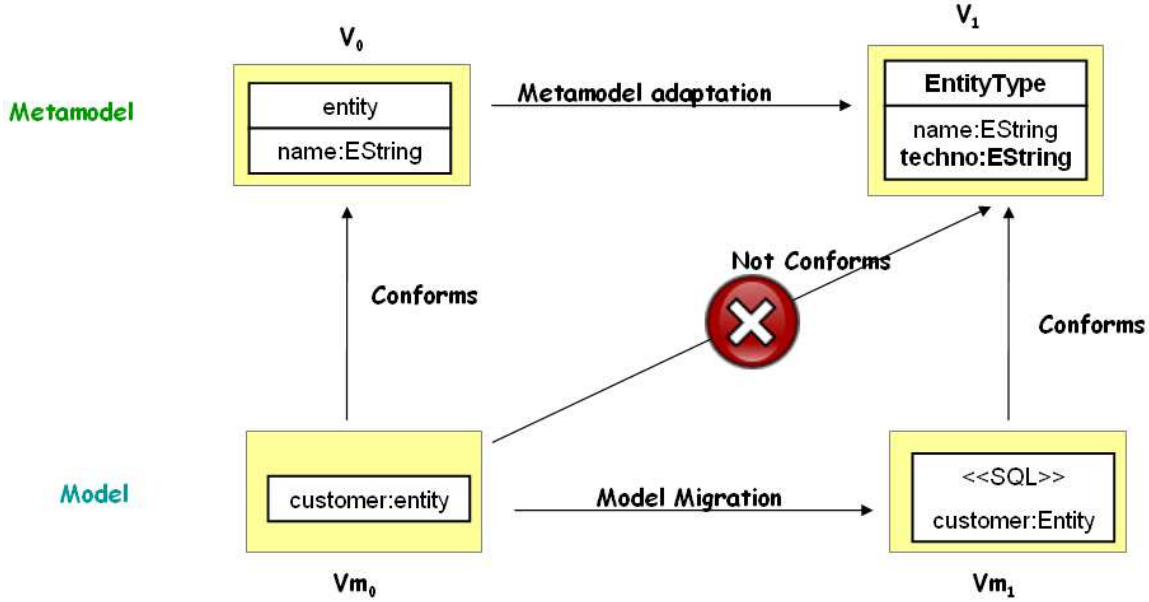 V₀
V₁
Metamodel
entity
name:EString
Metamodel adaptation
EntityType
name:EString
techno:EString
Not Conforms
Conforms
Conforms
Model
customer:entity
Model Migration
<<SQL>>
customer:Entity
Vm₀
Vm₁